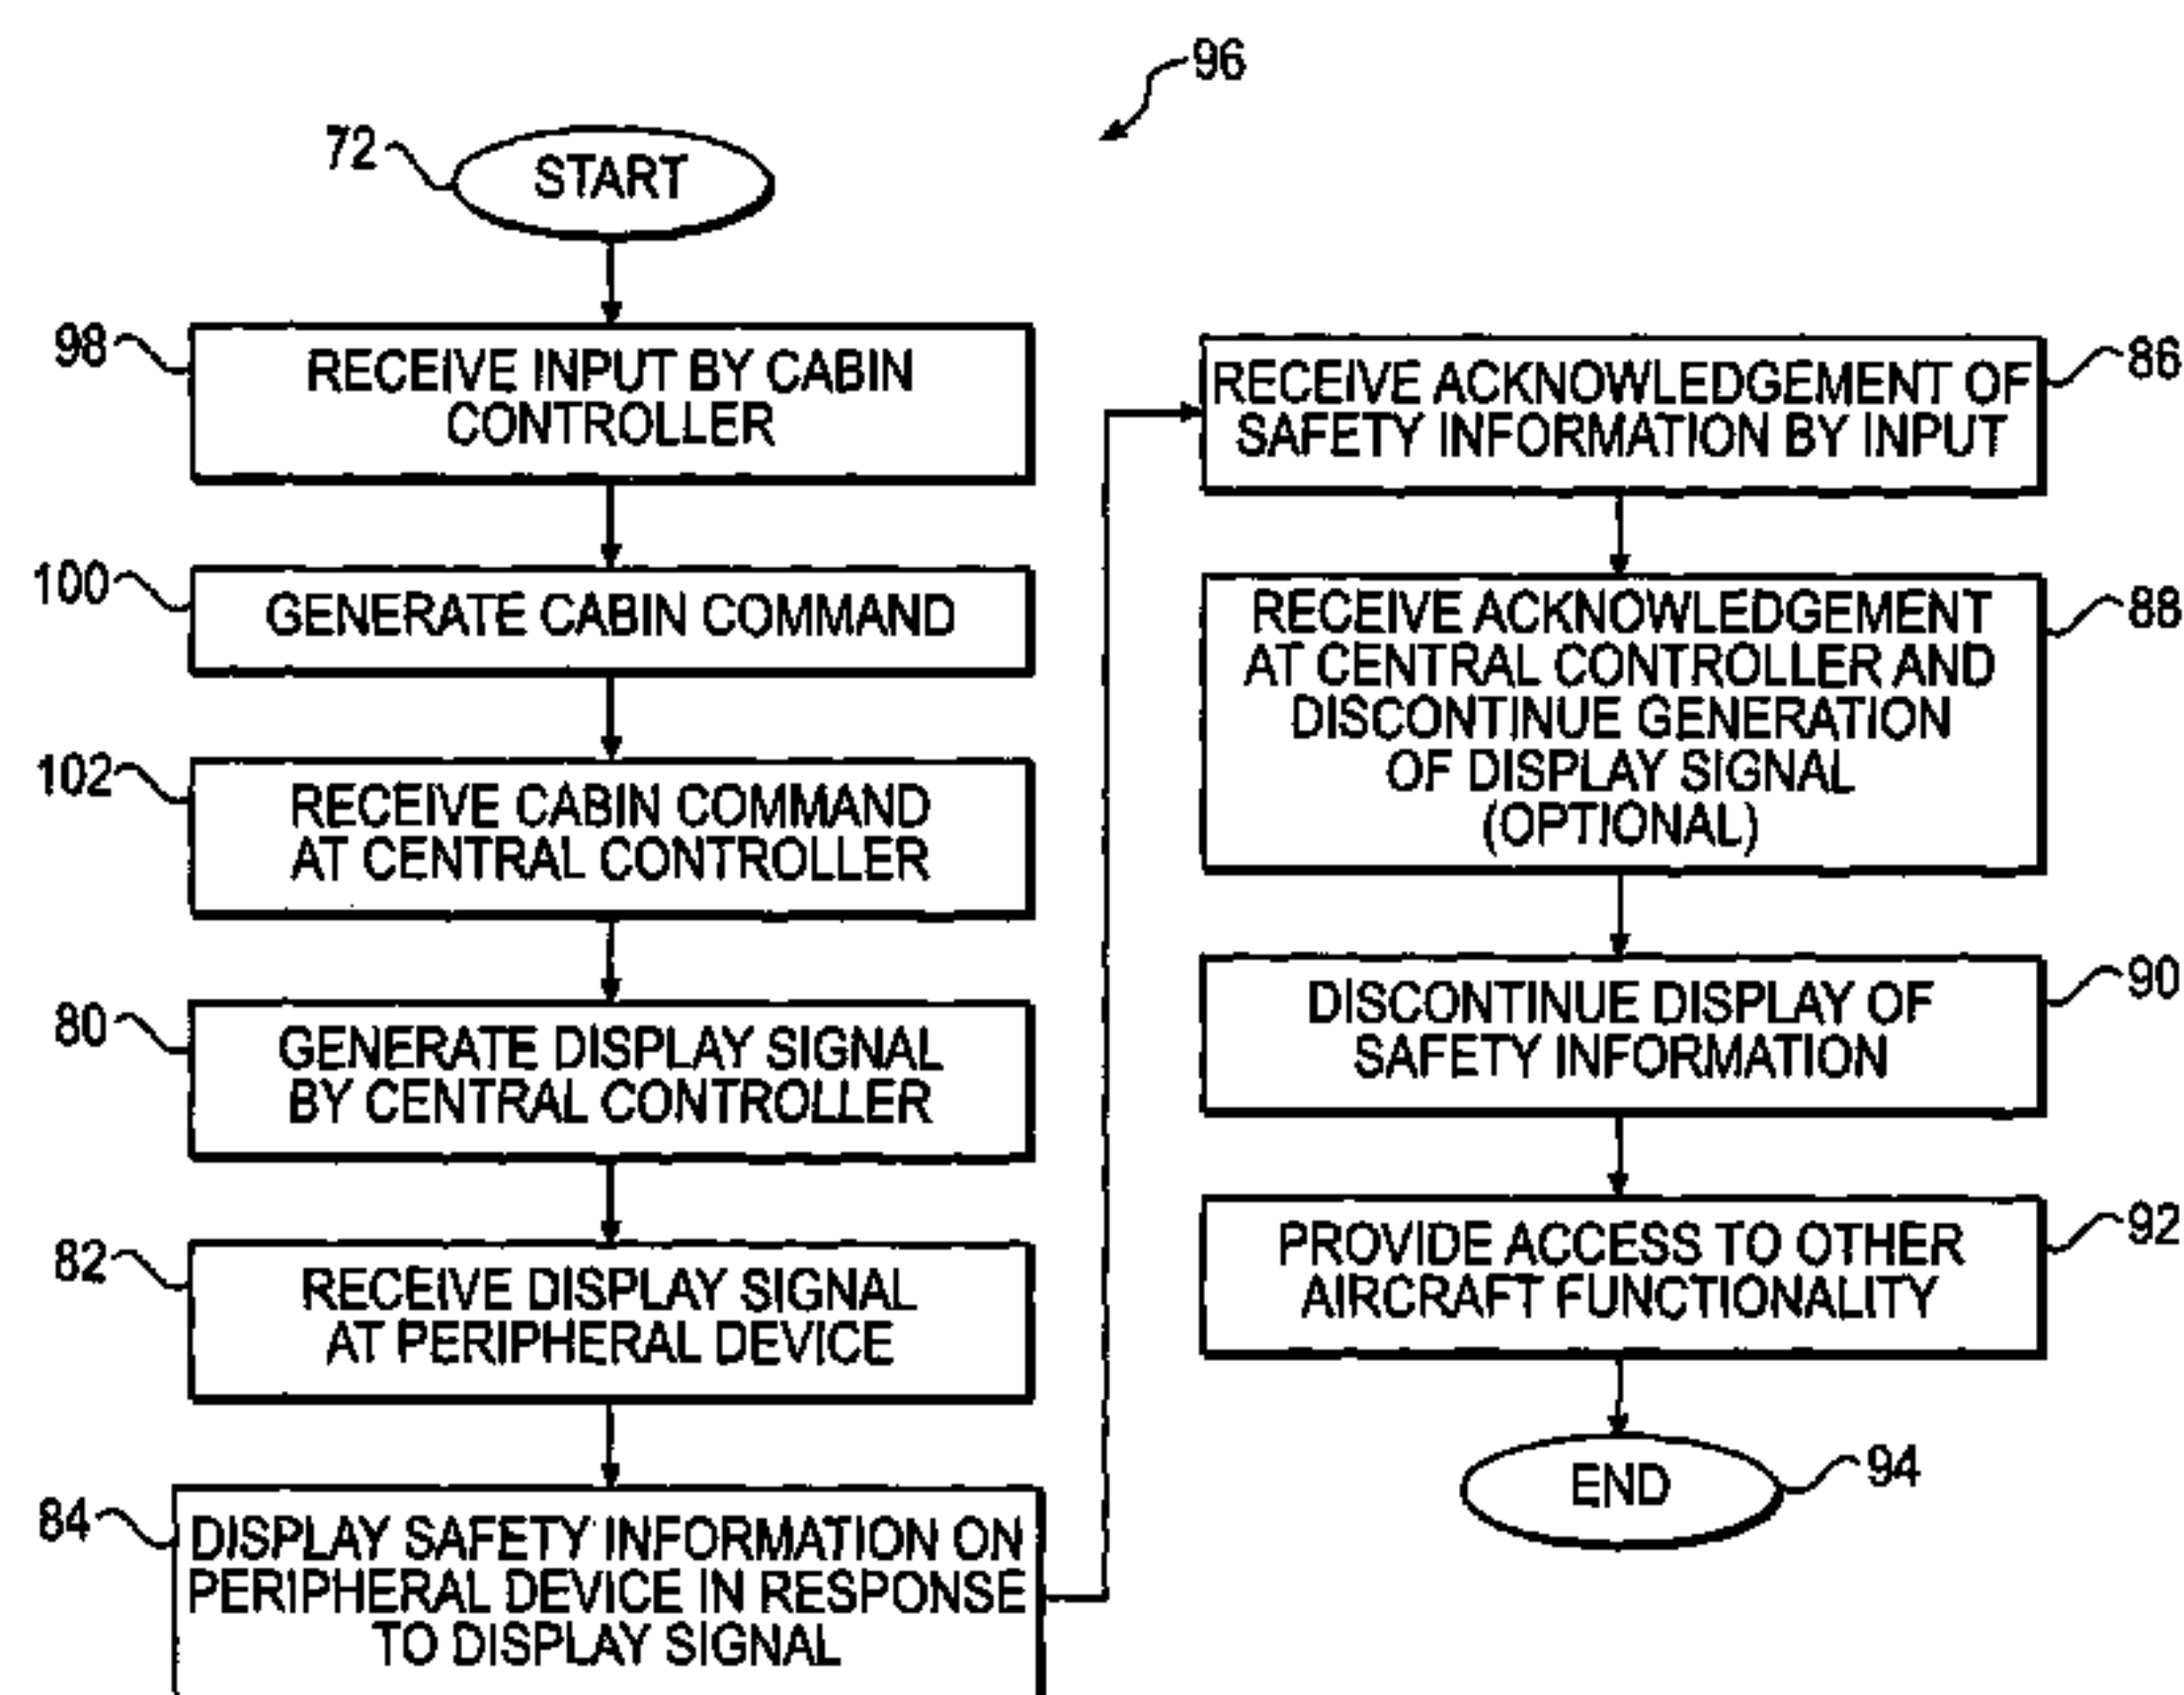 96
72
START
98
RECEIVE INPUT BY CABIN
CONTROLLER
100
GENERATE CABIN COMMAND
102
RECEIVE CABIN COMMAND
AT CENTRAL CONTROLLER
80
GENERATE DISPLAY SIGNAL
BY CENTRAL CONTROLLER
82
RECEIVE DISPLAY SIGNAL
AT PERIPHERAL DEVICE
84
DISPLAY SAFETY INFORMATION ON
PERIPHERAL DEVICE IN RESPONSE
TO DISPLAY SIGNAL
RECEIVE ACKNOWLEDGEMENT OF
SAFETY INFORMATION BY INPUT
86
RECEIVE ACKNOWLEDGEMENT
AT CENTRAL CONTROLLER AND
DISCONTINUE GENERATION
OF DISPLAY SIGNAL
(OPTIONAL)
88
DISCONTINUE DISPLAY OF
SAFETY INFORMATION
90
PROVIDE ACCESS TO OTHER
AIRCRAFT FUNCTIONALITY
92
END
94